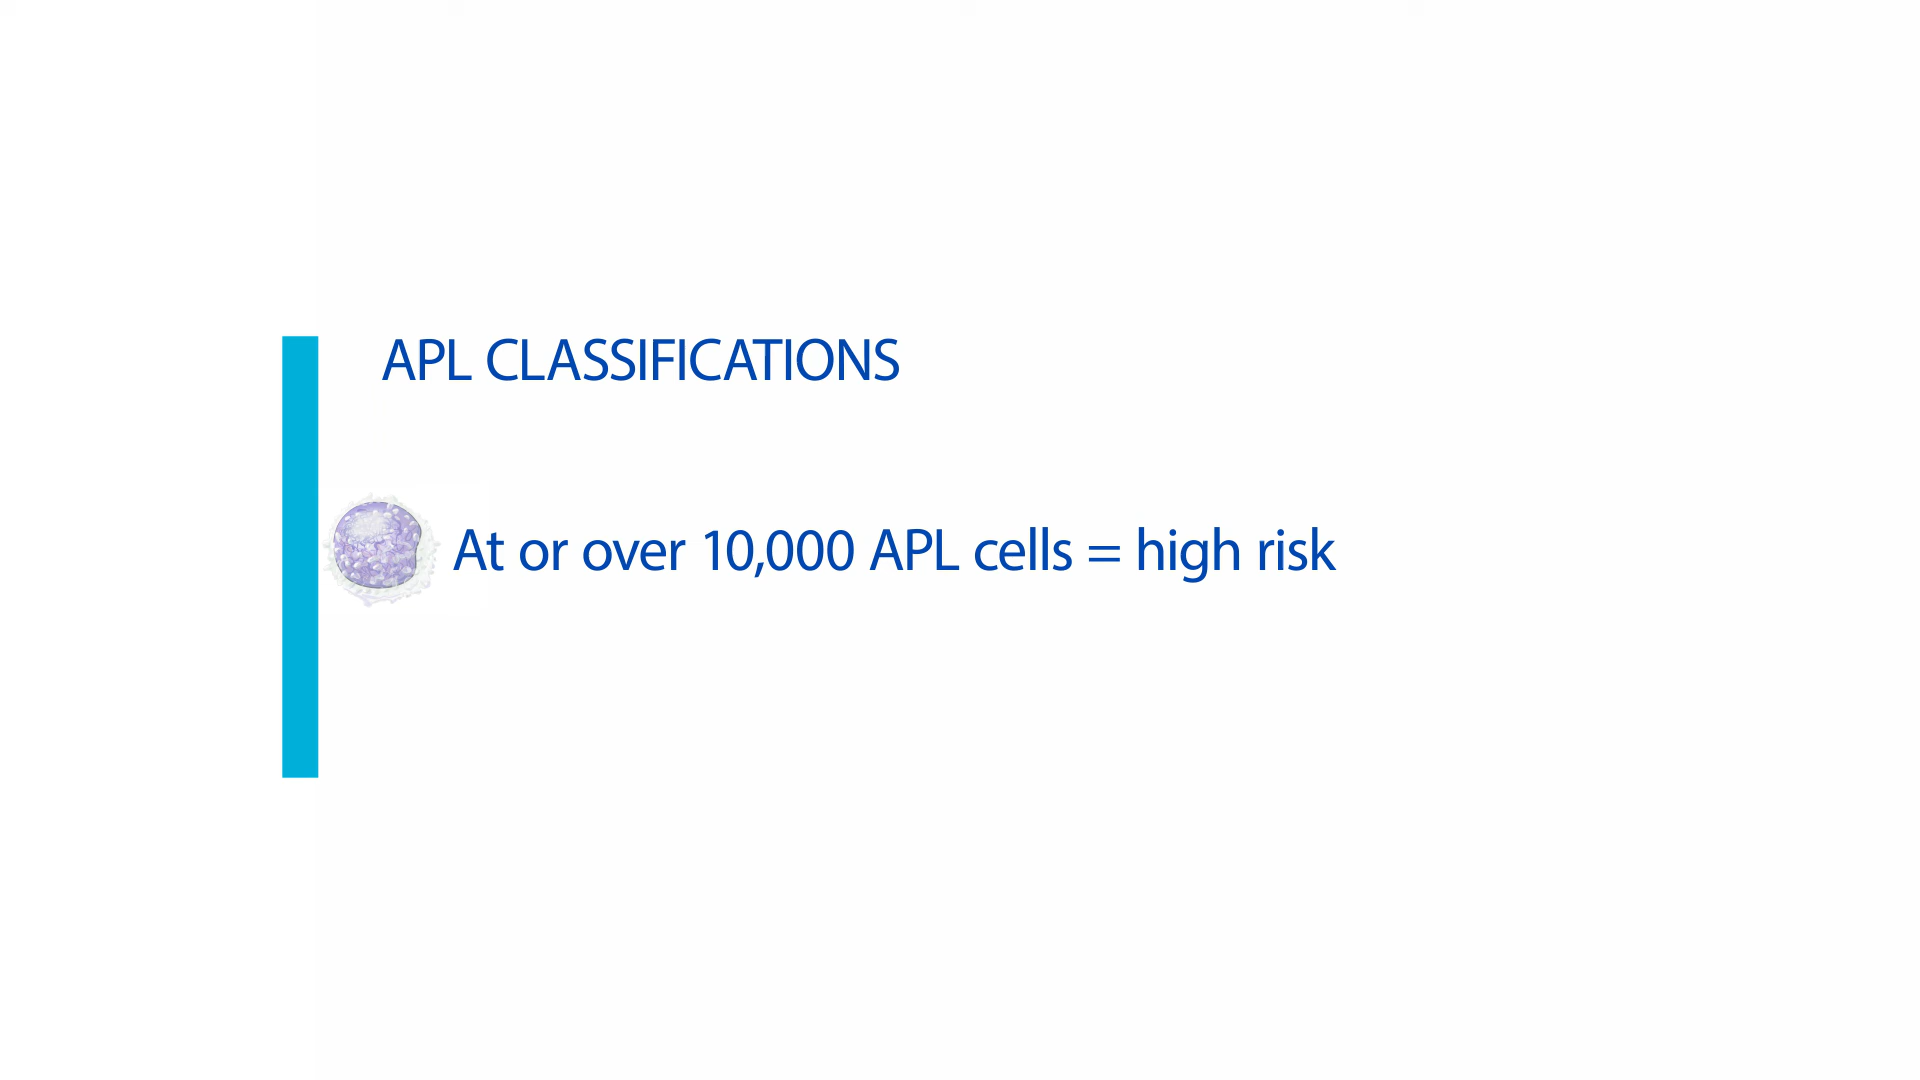 APL CLASSIFICATIONS
At or over 10,000 APL cells = high risk